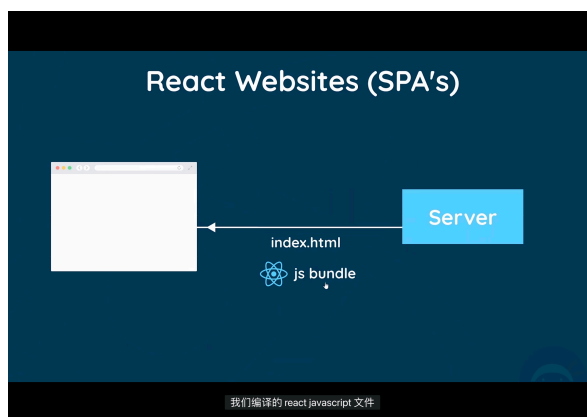 React Websites (SPA's)
Server
index.html
js bundle
我们编译的 react javascript 文件